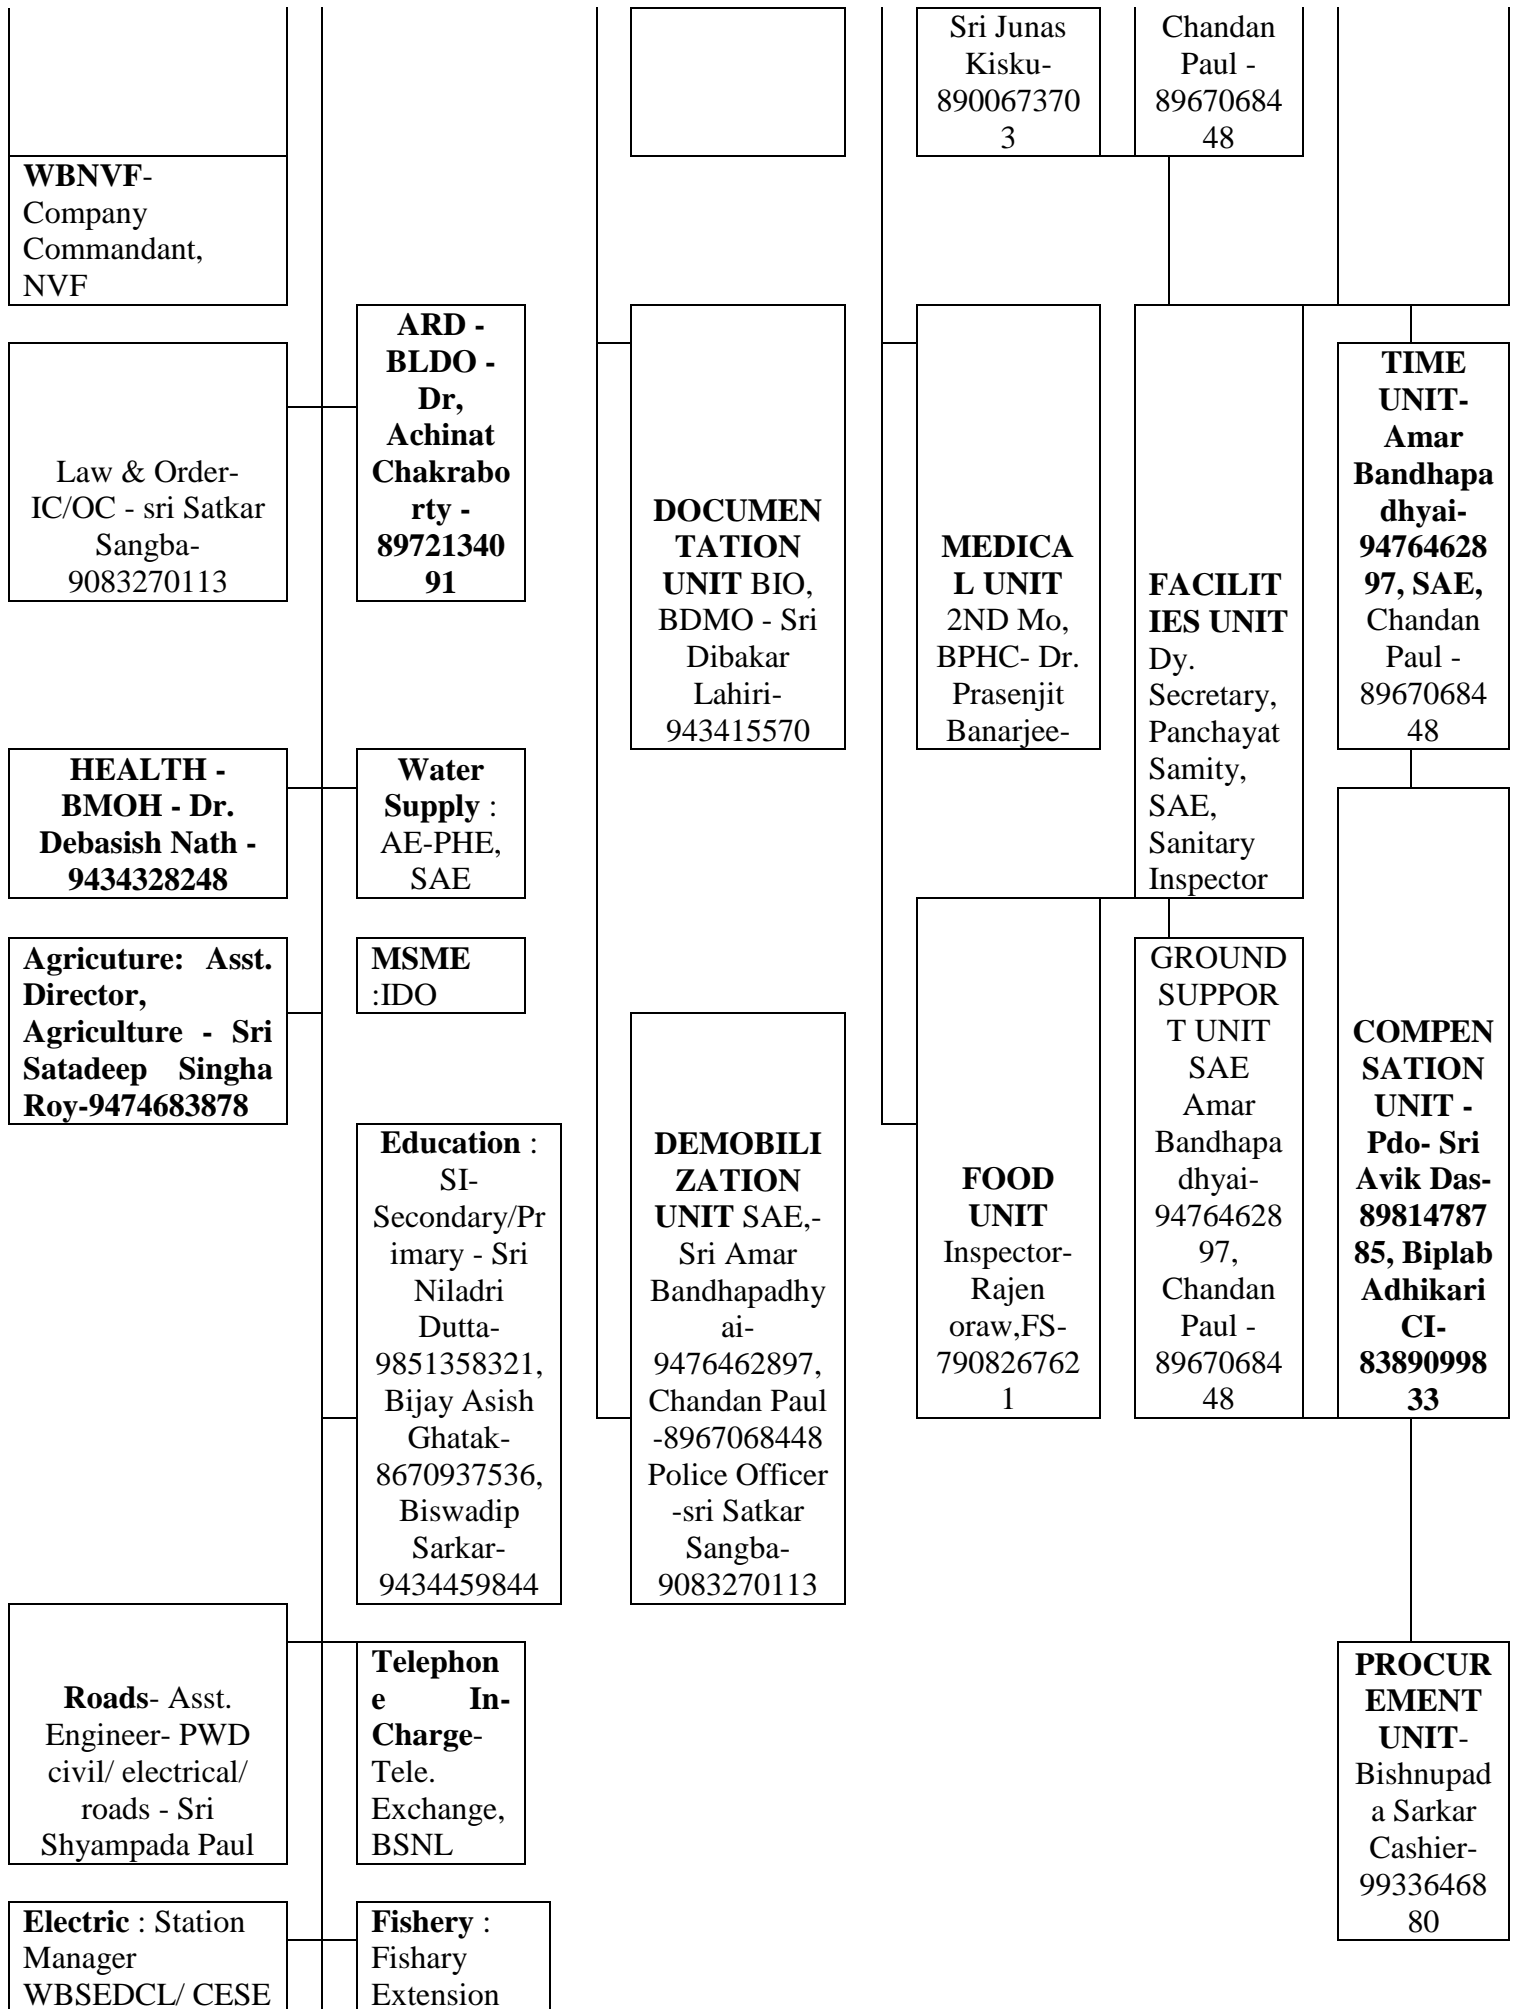 Sri Junas
Kisku-
890067370
3
Chandan
Paul -
89670684
48
WBNVF-
Company
Commandant,
NVF
Law & Order-
IC/OC - sri Satkar
Sangba-
9083270113
ARD -
BLDO -
Dr,
Achinat
Chakrabo
rty -
89721340
91
DOCUMEN
TATION
UNIT BIO,
BDMO - Sri
Dibakar
Lahiri-
943415570
MEDICA
L UNIT
2ND Mo,
BPHC- Dr.
Prasenjit
Banarjee-
FACILIT
IES UNIT
Dy.
Secretary,
Panchayat
Samity,
SAE,
Sanitary
Inspector
TIME
UNIT-
Amar
Bandhapa
dhyai-
94764628
97, SAE,
Chandan
Paul -
89670684
48
HEALTH -
BMOH - Dr.
Debasish Nath -
9434328248
Water
Supply :
AE-PHE,
SAE
Agricuture: Asst.
Director,
Agriculture - Sri
Satadeep Singha
Roy-9474683878
MSME
:IDO
Education :
SI-
Secondary/Pr
imary - Sri
Niladri
Dutta-
9851358321,
Bijay Asish
Ghatak-
8670937536,
Biswadip
Sarkar-
9434459844
DEMOBILI
ZATION
UNIT SAE,-
Sri Amar
Bandhapadhy
ai-
9476462897,
Chandan Paul
-8967068448
Police Officer
-sri Satkar
Sangba-
9083270113
FOOD
UNIT
Inspector-
Rajen
oraw,FS-
790826762
1
GROUND
SUPPOR
T UNIT
SAE
Amar
Bandhapa
dhyai-
94764628
97,
Chandan
Paul -
89670684
48
COMPEN
SATION
UNIT -
Pdo- Sri
Avik Das-
89814787
85, Biplab
Adhikari
CI-
83890998
33
Roads- Asst.
Engineer- PWD
civil/ electrical/
roads - Sri
Shyampada Paul
Telephon
e In-
Charge-
Tele.
Exchange,
BSNL
PROCUR
EMENT
UNIT-
Bishnupad
a Sarkar
Cashier-
99336468
80
Electric : Station
Manager
WBSEDCL/ CESE
Fishery :
Fishary
Extension